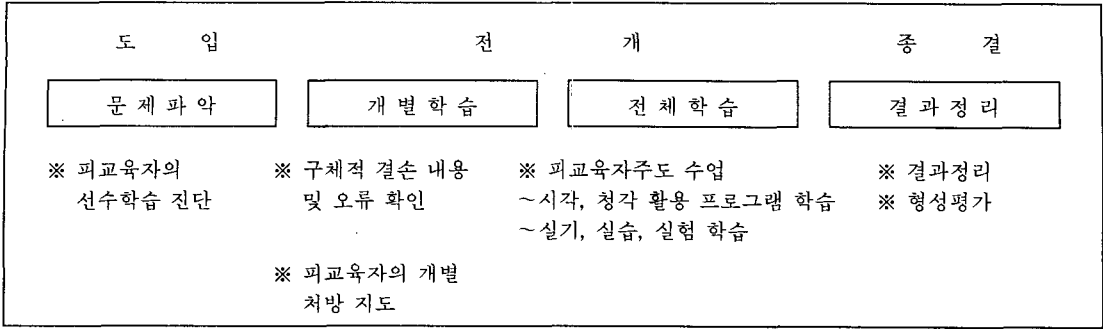 도 입 전 개 종 결
문 제 파 악 개 별 학 습 전 체 학 습 결 과 정 리
※ 피교육자의 ※ 구체적 결손 내용 ※ 피교육자주도 수업 ※ 결과정리
선수학습 진단 및 오류 확인 ~시각, 청각 활용 프로그램 학습 ※ 형성평가
~실기, 실습, 실험 학습
※ 피교육자의 개별
처방 지도